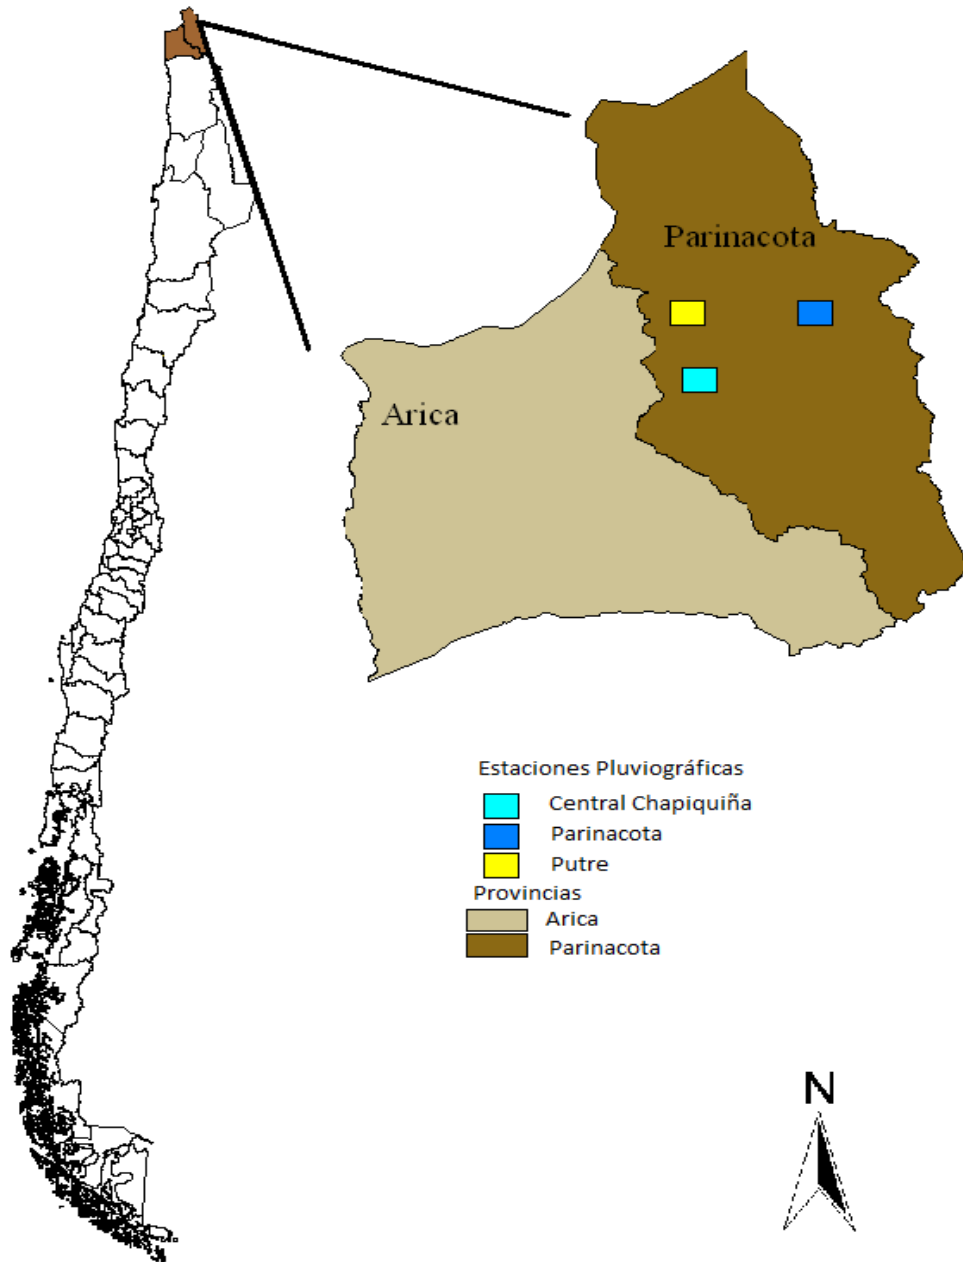 Parinacota
Arica
Estaciones Pluviográficas
Central Chapiquiña
Parinacota
Putre
Provincias
Arica
Parinacota
N